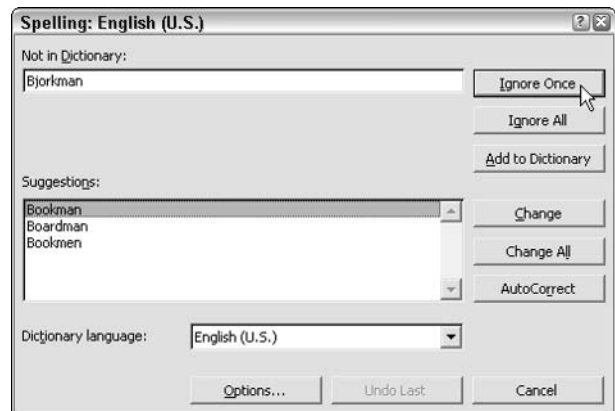 Spelling: English (U.S.)
Not in Dictionary:
Bjorkman
Ignore Once
Ignore All
Add to Dictionary
Suggestions:
Bookman
Boardman
Bookmen
Change
Change All
AutoCorrect
Dictionary language:
English (U.S.)
Options...
Undo Last
Cancel